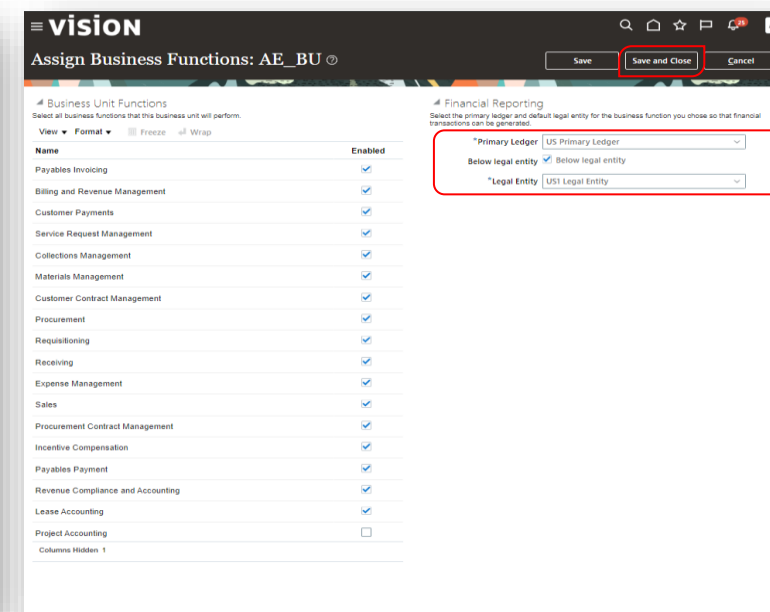 vision
25
Assign Business Functions: AE_BU
Save
Save and Close
Cancel
Business Unit Functions
Select all business functions that this business unit will perform.
View Format Freeze Wrap
Name Enabled
Payables Invoicing
Billing and Revenue Management
Customer Payments
Service Request Management
Collections Management
Materials Management
Customer Contract Management
Procurement
Requisitioning
Receiving
Expense Management
Sales
Procurement Contract Management
Incentive Compensation
Payables Payment
Revenue Compliance and Accounting
Lease Accounting
Project Accounting
Columns Hidden 1
Financial Reporting
Select the primary ledger and default legal entity for the business function you chose so that financial
transactions can be generated.
*Primary Ledger US Primary Ledger
Below legal entity Below legal entity
*Legal Entity US1 Legal Entity